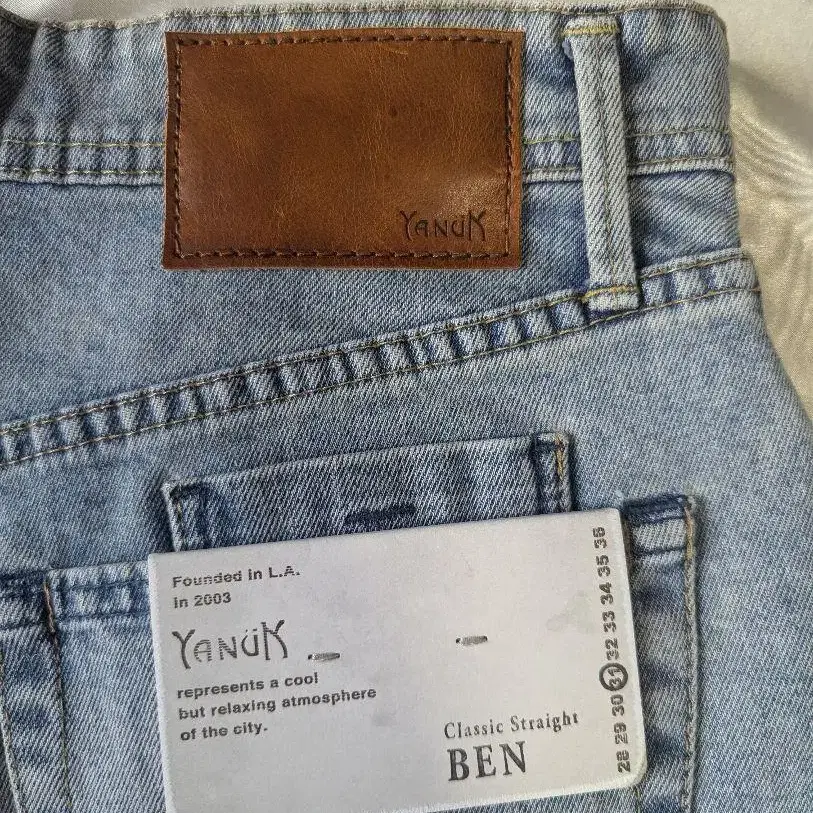 YANUK
Founded in L.A.
in 2003
YANÜK
represents a cool
but relaxing atmosphere
of the city.
Classic Straight
BEN
28 29 30 31 32 33 34 35 36